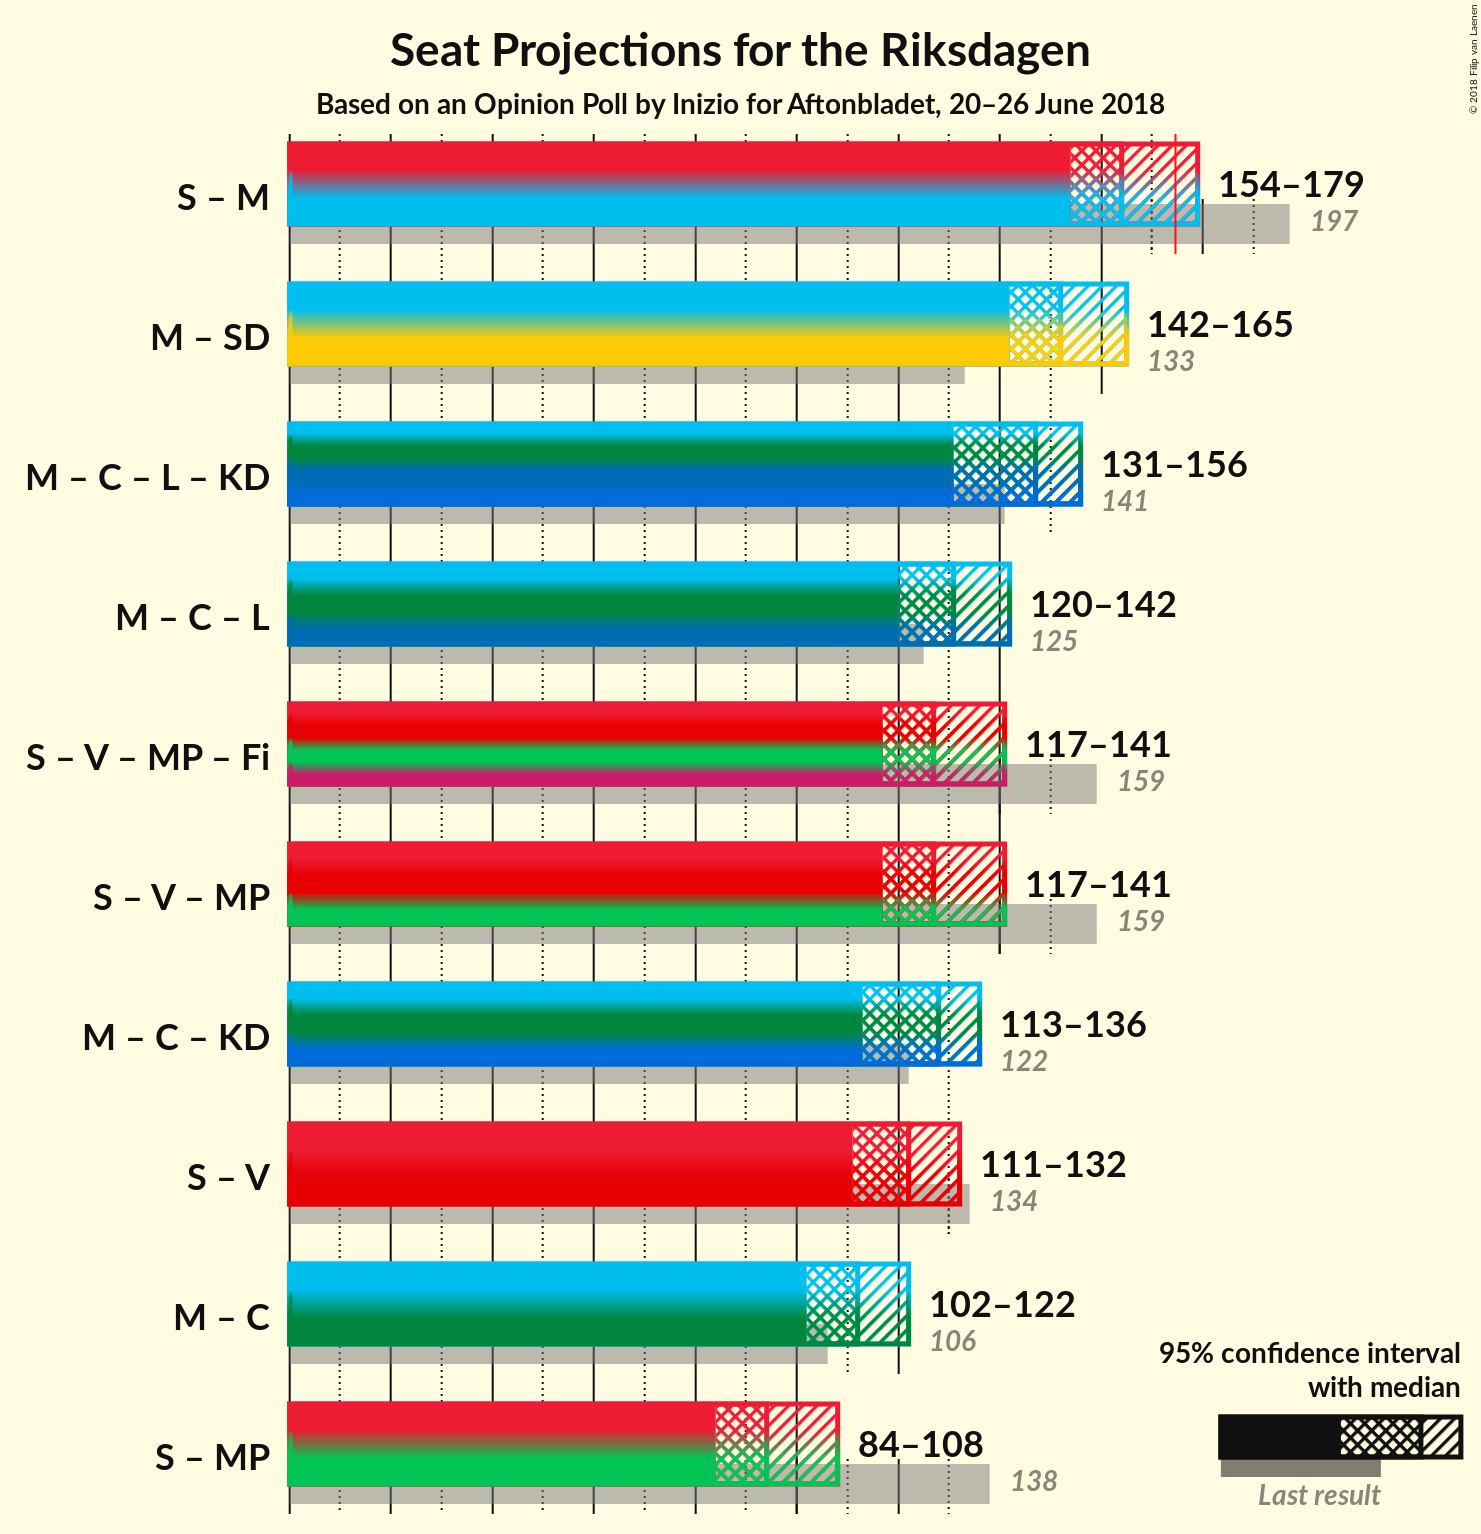 Seat Projections for the Riksdagen
Based on an Opinion Poll by Inizio for Aftonbladet, 20–26 June 2018
© 2018 Filip van Laenen
S – M
154–179
197
M – SD
142–165
133
M – C – L – KD
131–156
141
M – C – L
120–142
125
S – V – MP – Fi
117–141
159
S – V – MP
117–141
159
M – C – KD
113–136
122
S – V
111–132
134
M – C
102–122
106
S – MP
84–108
138
95% confidence interval
with median
Last result